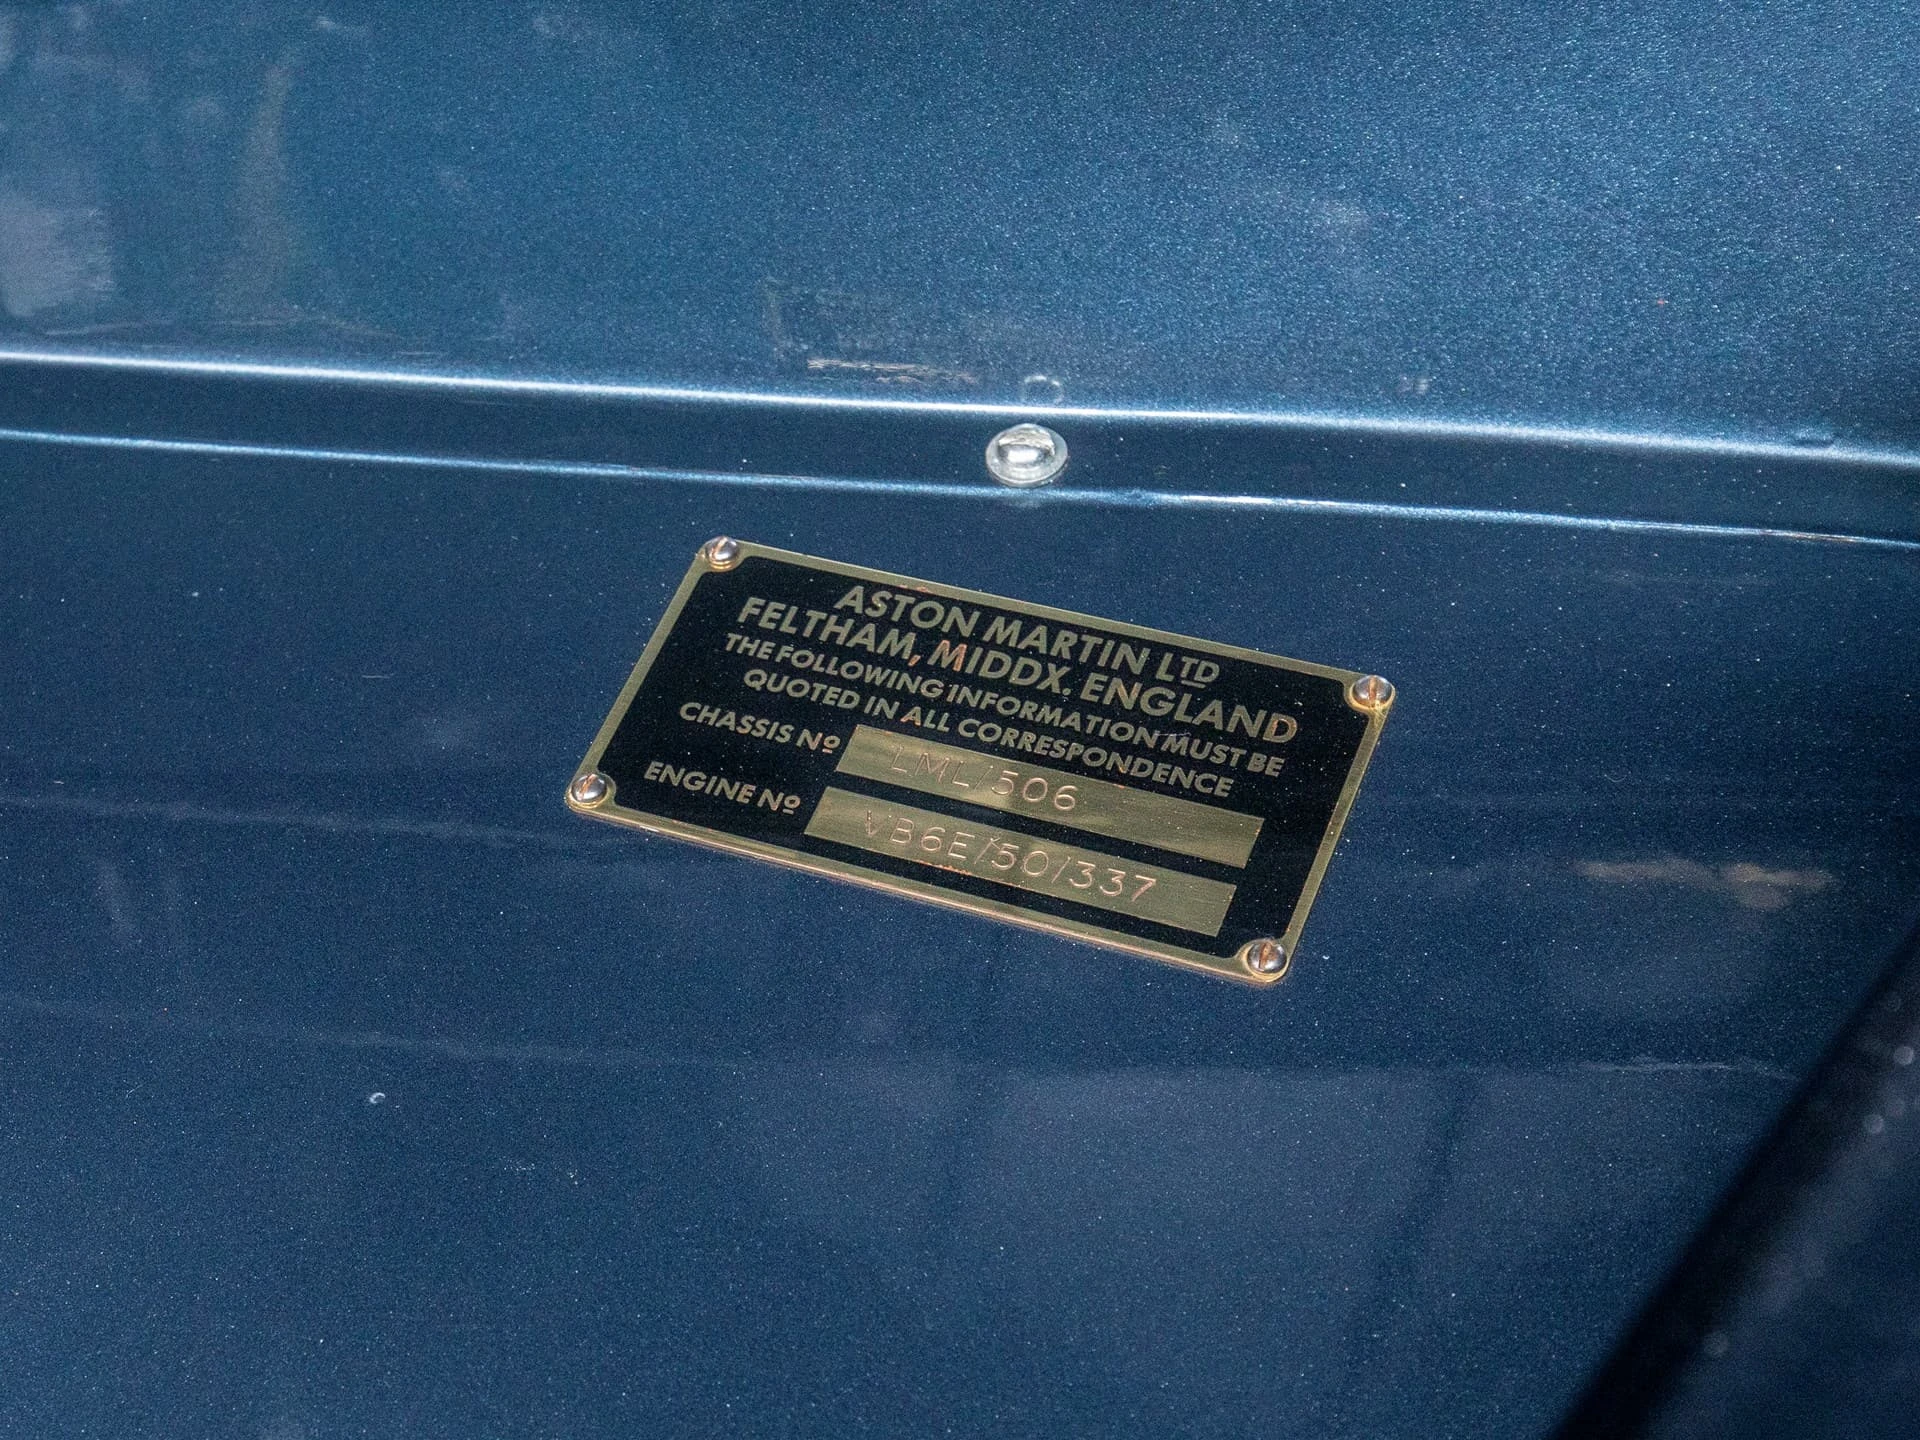 ASTON MARTIN LTD
FELTHAM, MIDDX. ENGLAND
THE FOLLOWING INFORMATION MUST BE
QUOTED IN ALL CORRESPONDENCE
CHASSIS Nº LML/506
ENGINE Nº VB6E/50/337